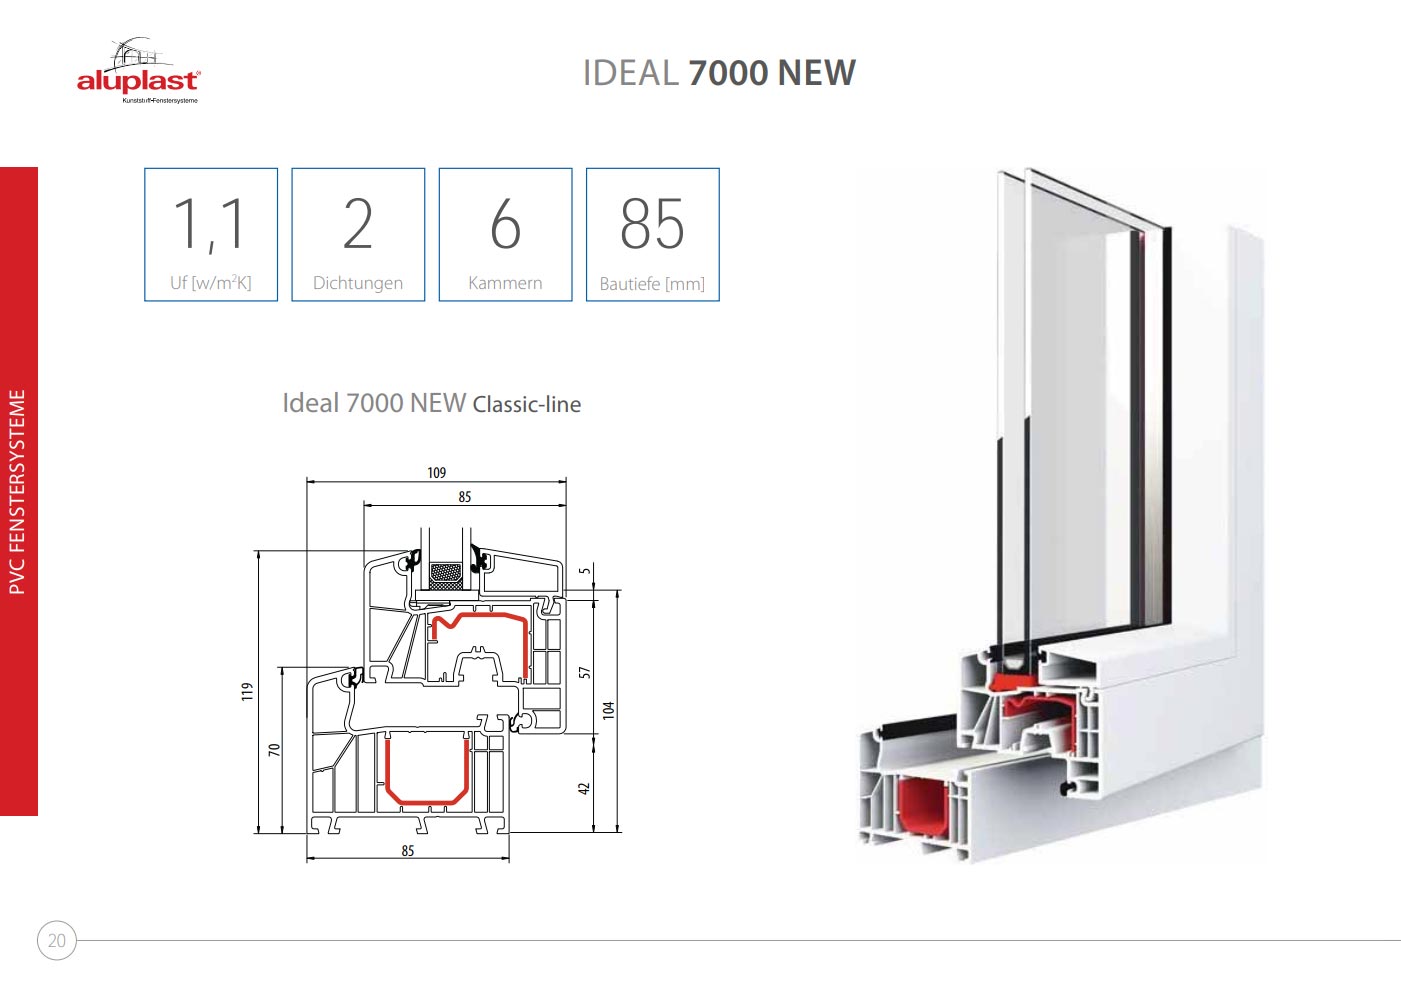 aluplast®
Kunststoff-Fenstersysteme
IDEAL 7000 NEW
1,1
Uf [w/m²K]
2
Dichtungen
6
Kammern
85
Bautiefe [mm]
PVC FENSTERSYSTEME
Ideal 7000 NEW Classic-line
109
85
5
119
57
104
70
42
85
20